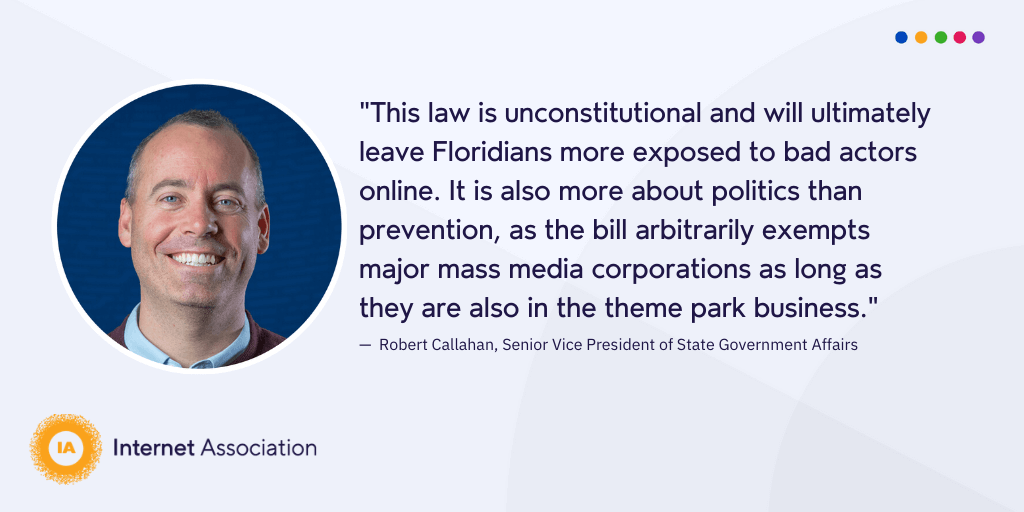 "This law is unconstitutional and will ultimately
leave Floridians more exposed to bad actors
online. It is also more about politics than
prevention, as the bill arbitrarily exempts
major mass media corporations as long as
they are also in the theme park business."
— Robert Callahan, Senior Vice President of State Government Affairs
IA Internet Association